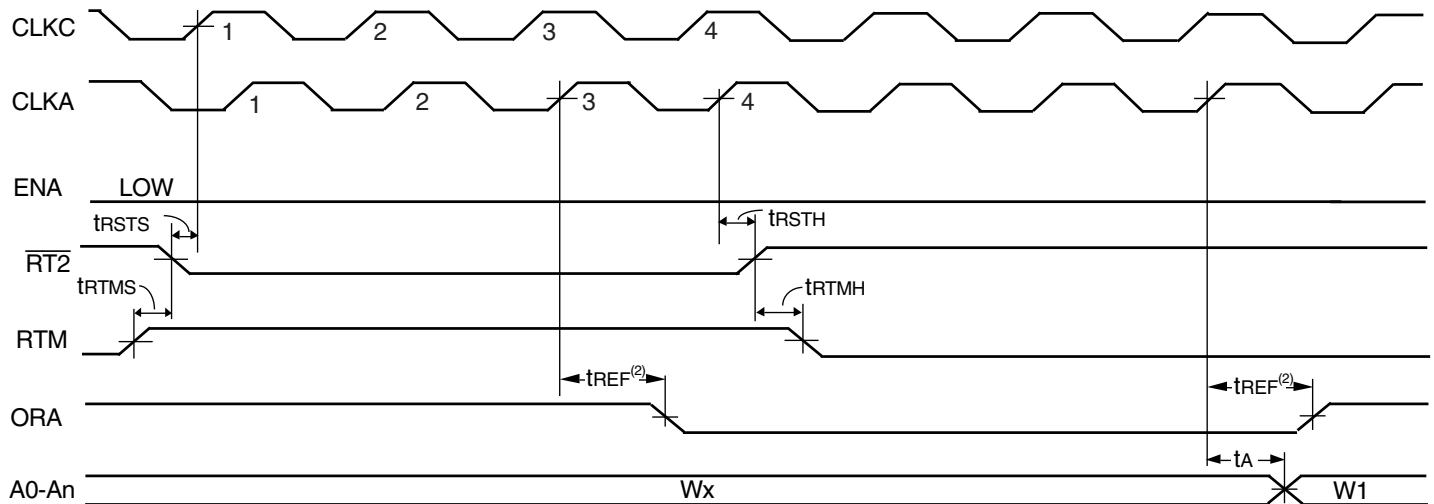 CLKC 1 2 3 4
CLKA 1 2 3 4
ENA LOW
tRSTS tRSTH
RT2
tRTMS tRTMH
RTM
tREF(2) tREF(2)
ORA
tA
A0-An Wx W1